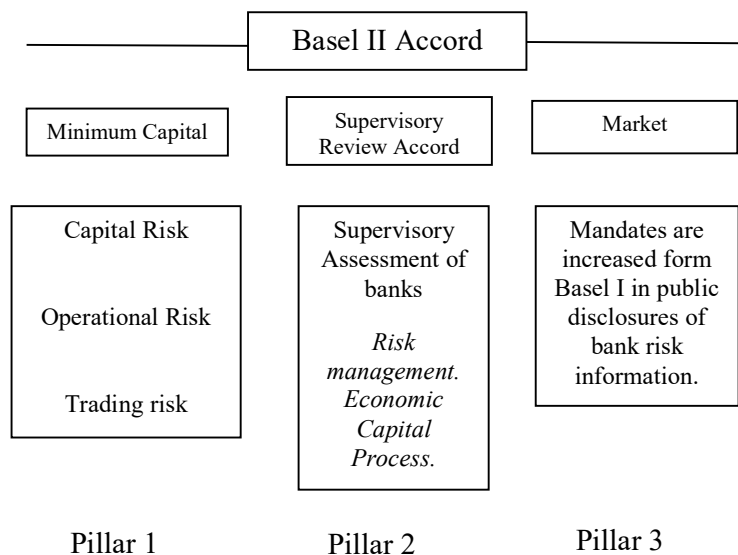 Basel II Accord
Minimum Capital
Supervisory
Review Accord
Market
Capital Risk
Operational Risk
Trading risk
Supervisory
Assessment of
banks
Risk
management.
Economic
Capital
Process.
Mandates are
increased form
Basel I in public
disclosures of
bank risk
information.
Pillar 1
Pillar 2
Pillar 3